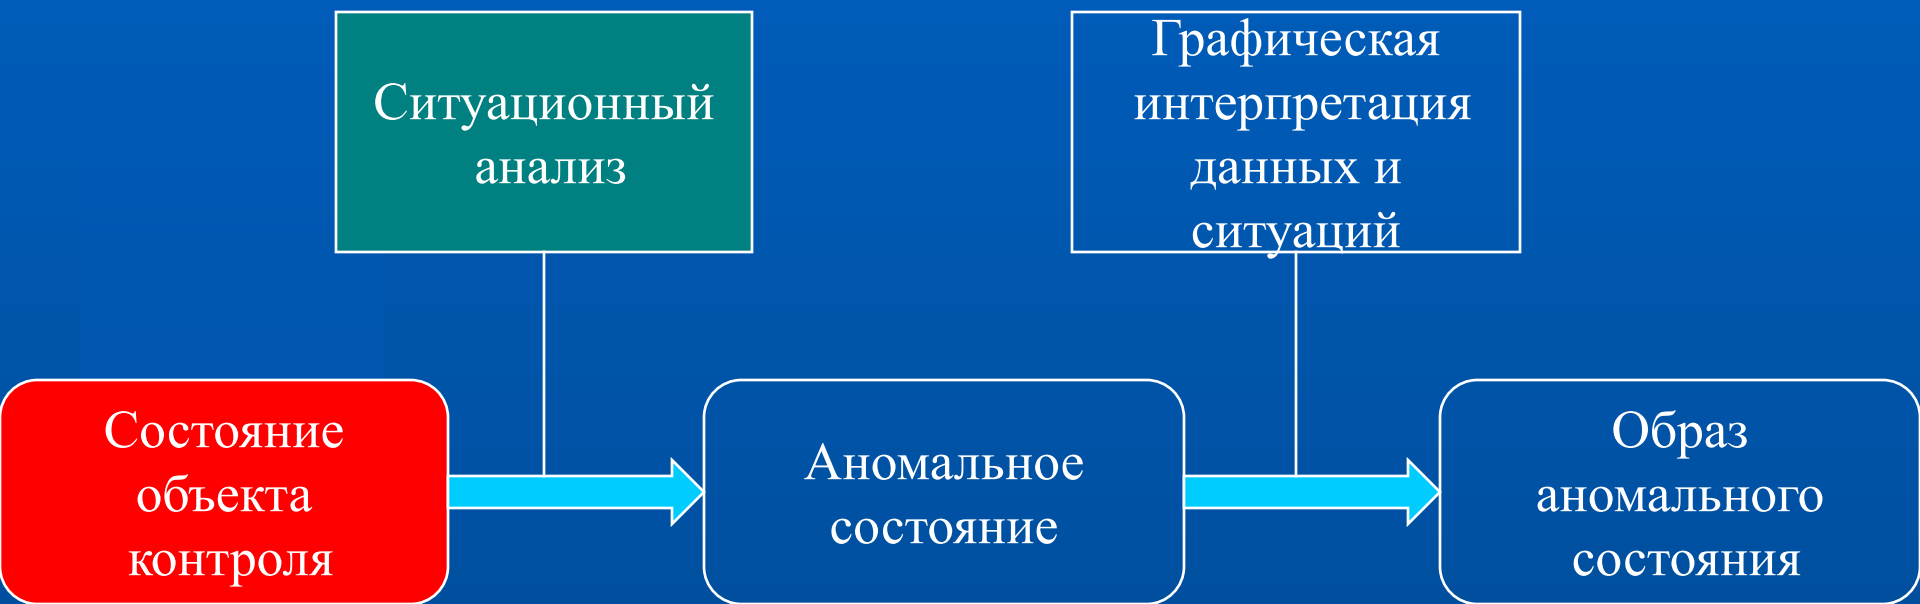 Ситуационный
анализ
Графическая
интерпретация
данных и
ситуаций
Состояние
объекта
контроля
Аномальное
состояние
Образ
аномального
состояния